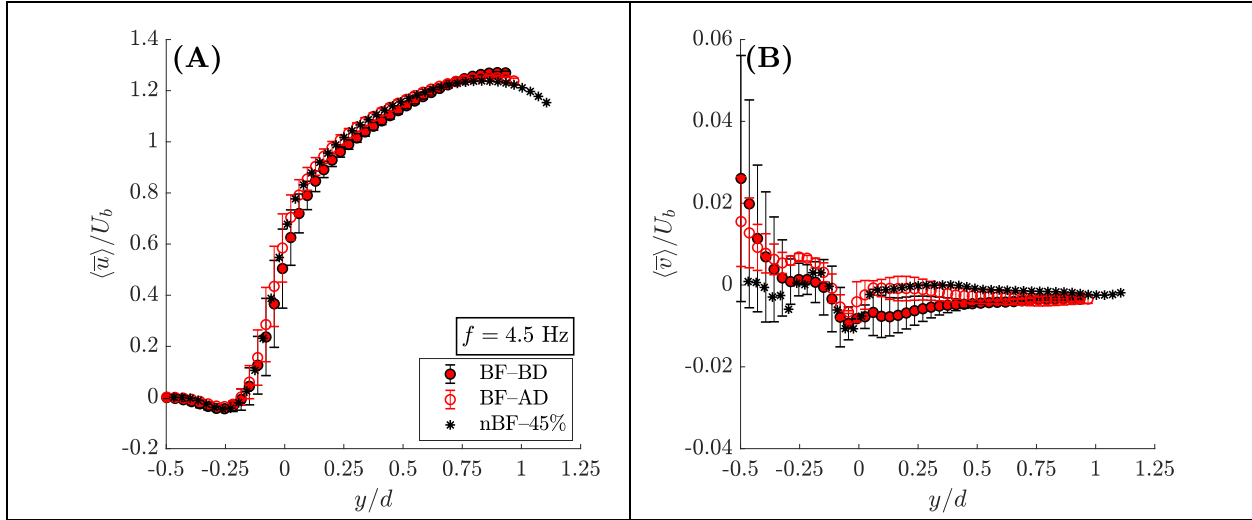 (A)
1.4
1.2
1
0.8
0.6
0.4
0.2
0
-0.2
⟨u̅⟩/U_b
-0.5 -0.25 0 0.25 0.5 0.75 1 1.25
y/d
f = 4.5 Hz
BF–BD
BF–AD
nBF–45%
(B)
0.06
0.04
0.02
0
-0.02
-0.04
⟨v̅⟩/U_b
-0.5 -0.25 0 0.25 0.5 0.75 1 1.25
y/d